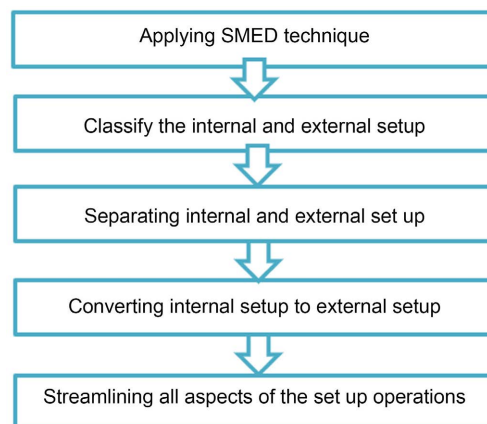 Applying SMED technique
Classify the internal and external setup
Separating internal and external set up
Converting internal setup to external setup
Streamlining all aspects of the set up operations